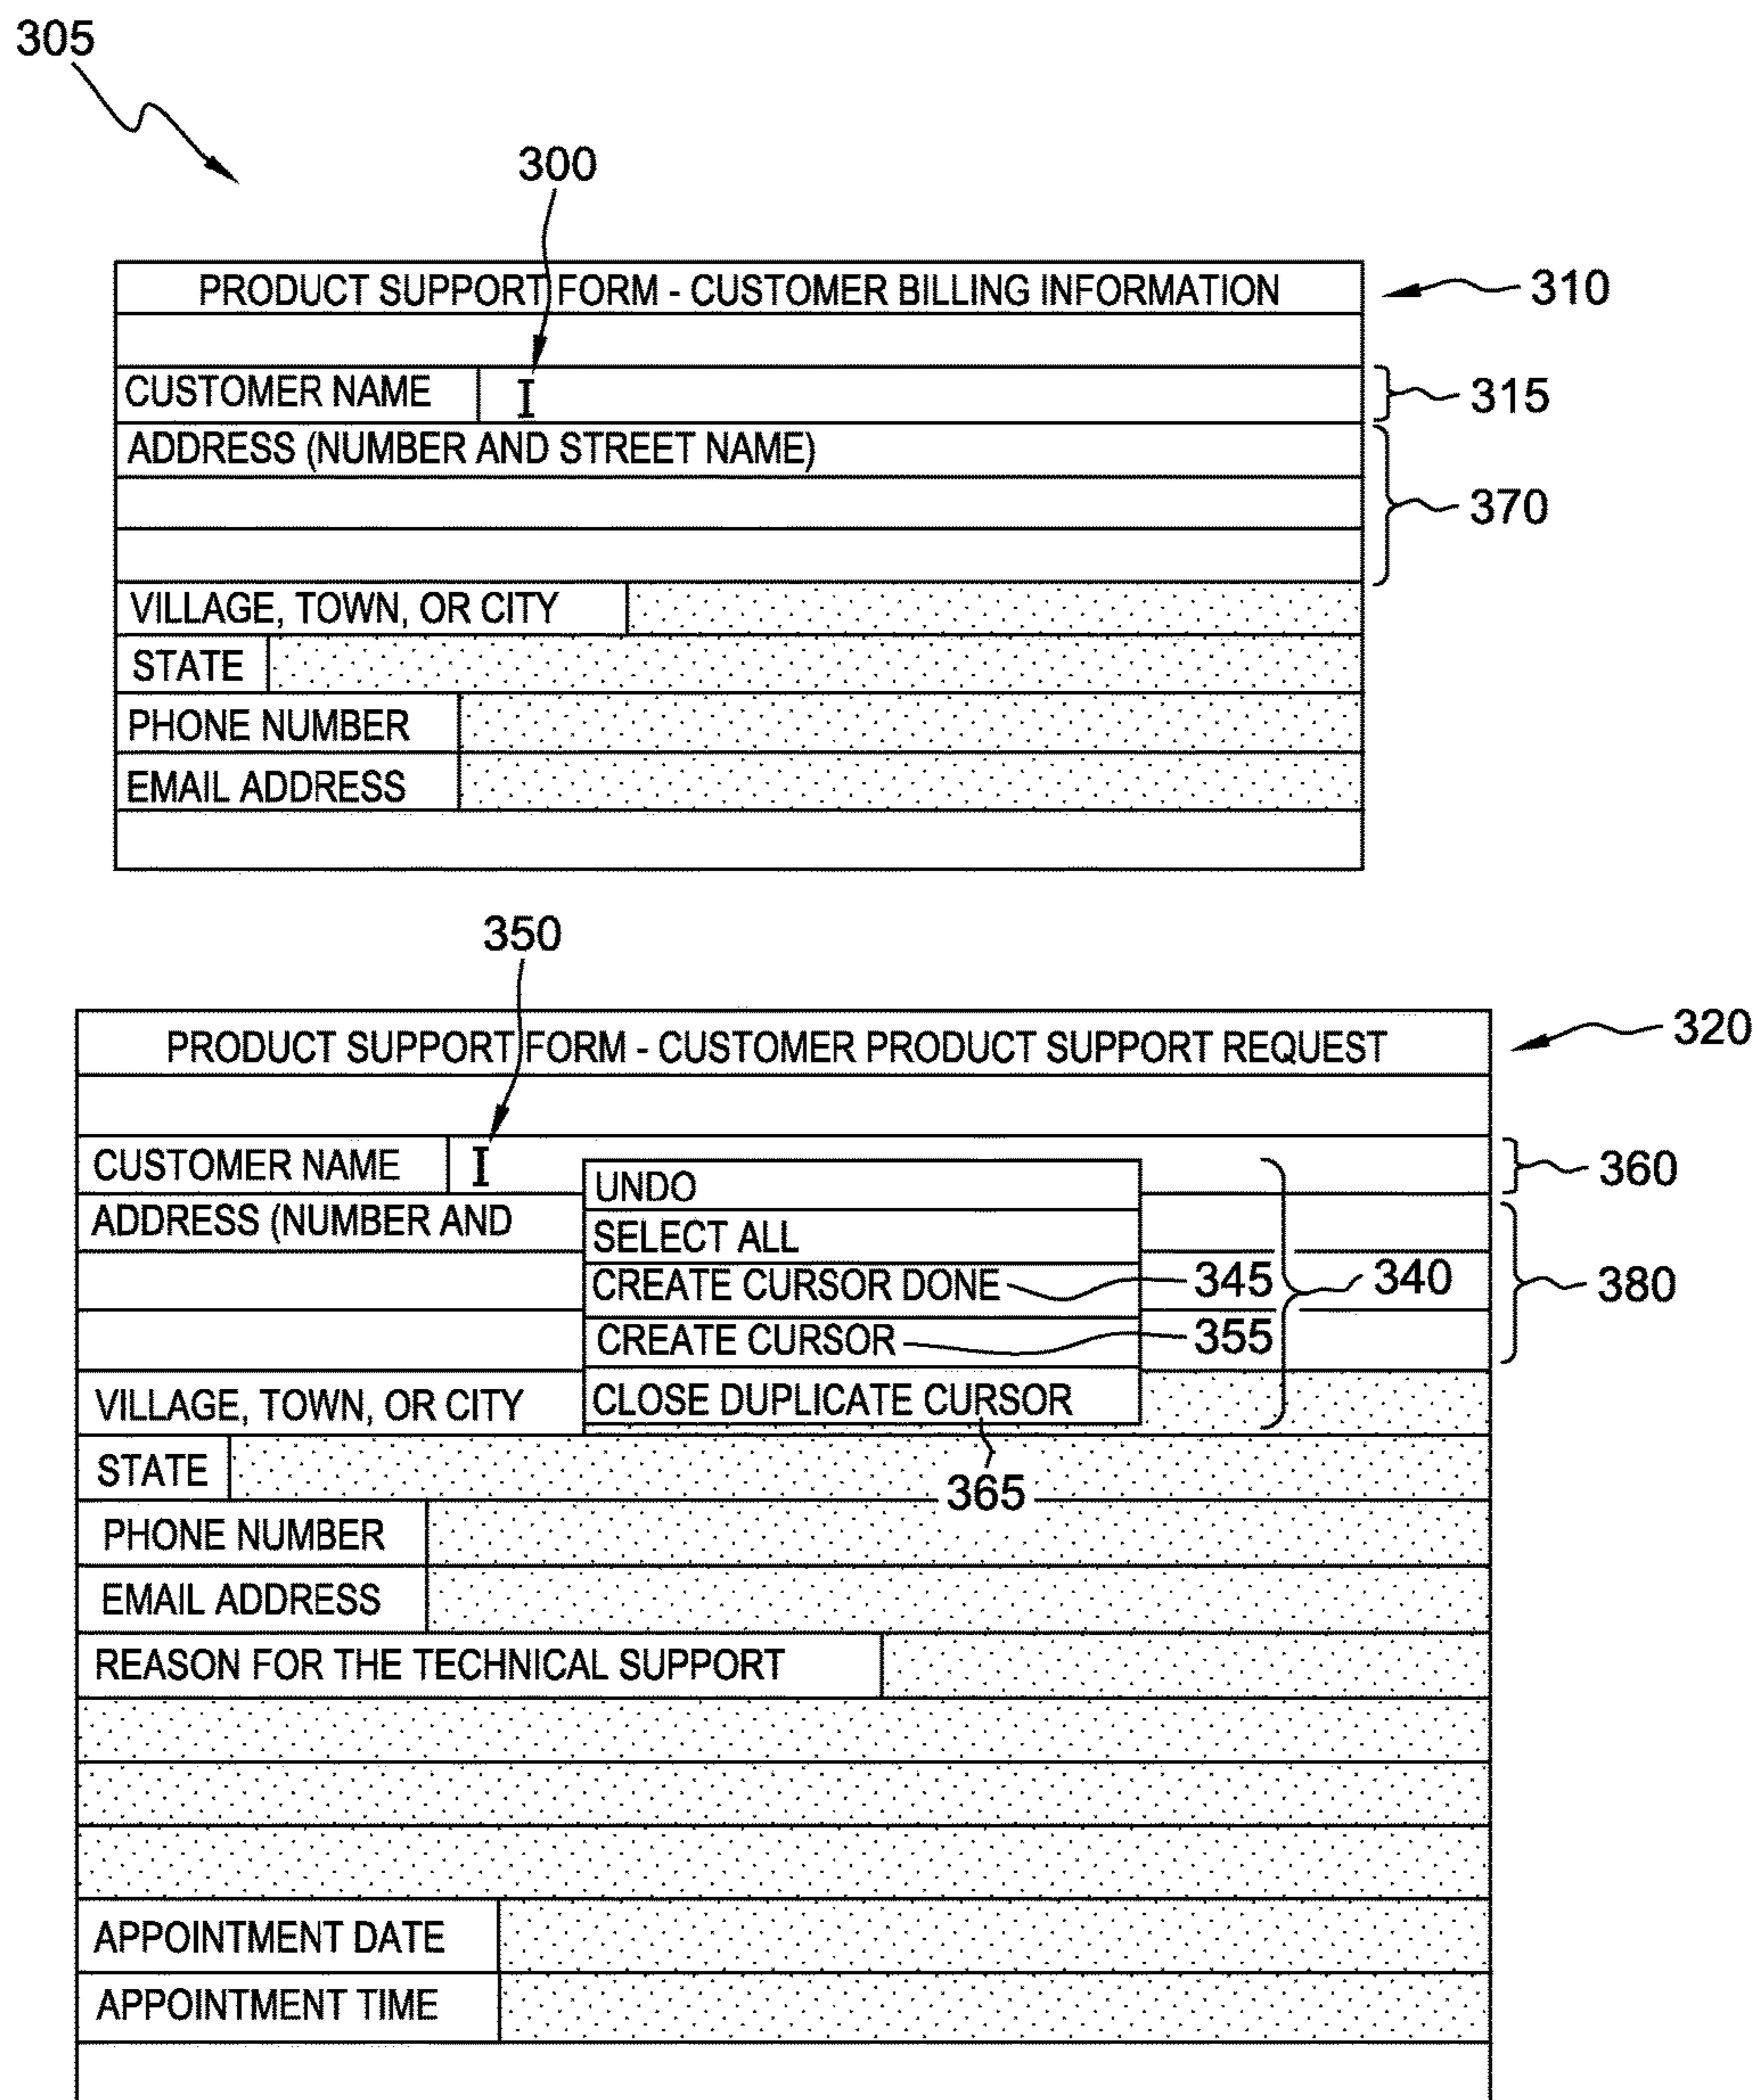 305
300
PRODUCT SUPPORT FORM - CUSTOMER BILLING INFORMATION
310
CUSTOMER NAME
315
ADDRESS (NUMBER AND STREET NAME)
370
VILLAGE, TOWN, OR CITY
STATE
PHONE NUMBER
EMAIL ADDRESS
350
PRODUCT SUPPORT FORM - CUSTOMER PRODUCT SUPPORT REQUEST
320
CUSTOMER NAME
360
UNDO
ADDRESS (NUMBER AND
SELECT ALL
CREATE CURSOR DONE
345
340
380
CREATE CURSOR
355
VILLAGE, TOWN, OR CITY
CLOSE DUPLICATE CURSOR
STATE
365
PHONE NUMBER
EMAIL ADDRESS
REASON FOR THE TECHNICAL SUPPORT
APPOINTMENT DATE
APPOINTMENT TIME